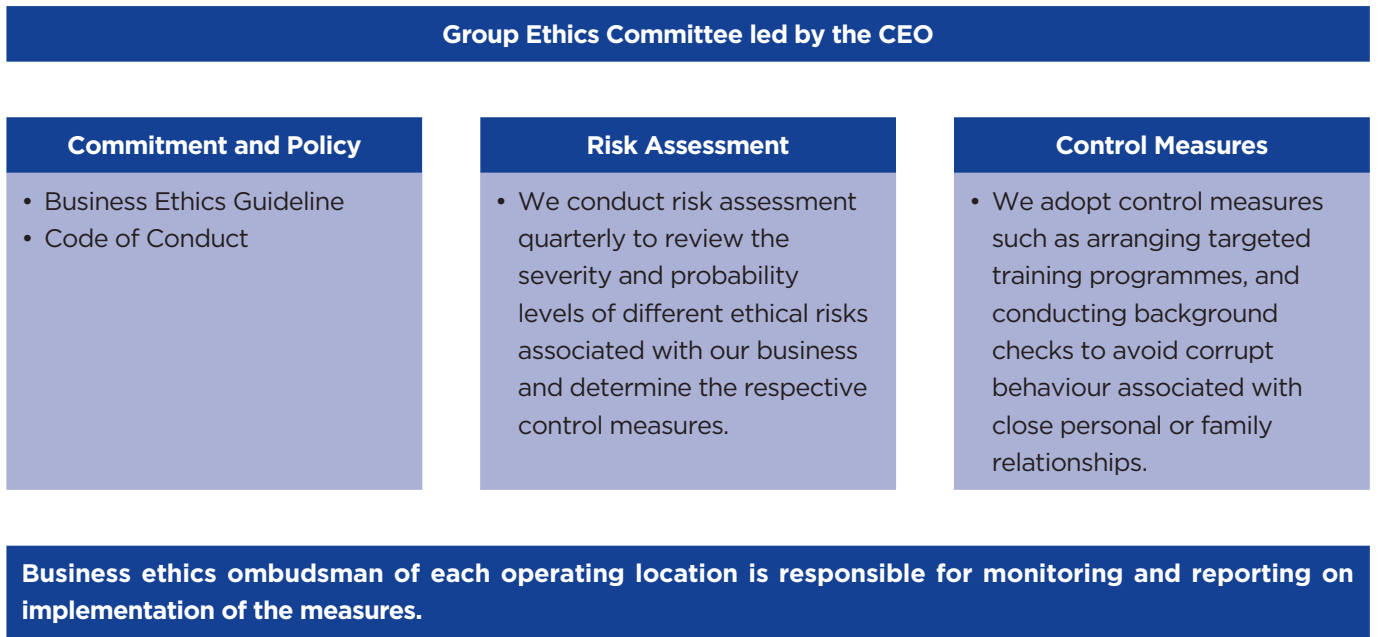 Group Ethics Committee led by the CEO
Commitment and Policy
• Business Ethics Guideline
• Code of Conduct
Risk Assessment
• We conduct risk assessment
quarterly to review the
severity and probability
levels of different ethical risks
associated with our business
and determine the respective
control measures.
Control Measures
• We adopt control measures
such as arranging targeted
training programmes, and
conducting background
checks to avoid corrupt
behaviour associated with
close personal or family
relationships.
Business ethics ombudsman of each operating location is responsible for monitoring and reporting on
implementation of the measures.